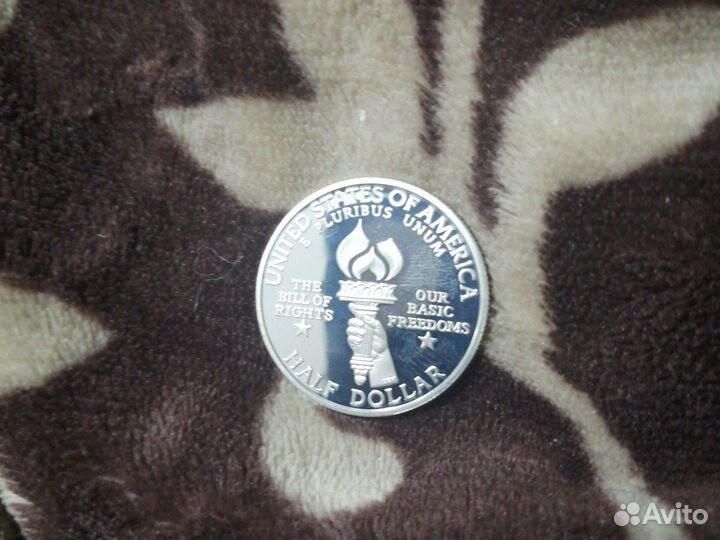 UNITED STATES OF AMERICA
E PLURIBUS UNUM
THE
BILL OF
RIGHTS
OUR
BASIC
FREEDOMS
HALF DOLLAR
Avito